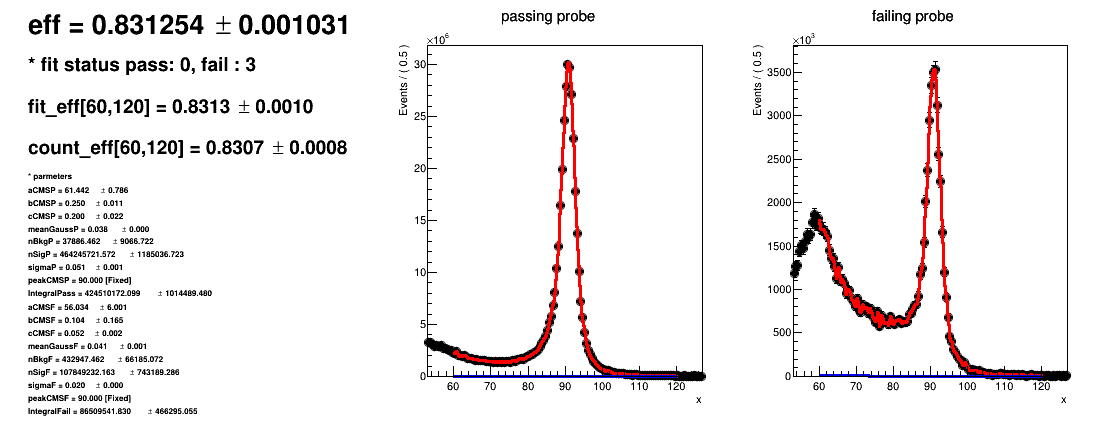 eff = 0.831254 ± 0.001031
* fit status pass: 0, fail : 3
fit_eff[60,120] = 0.8313 ± 0.0010
count_eff[60,120] = 0.8307 ± 0.0008
* parmeters
aCMSP = 61.442 ± 0.786
bCMSP = 0.250 ± 0.011
cCMSP = 0.200 ± 0.022
meanGaussP = 0.038 ± 0.000
nBkgP = 37886.462 ± 9066.722
nSigP = 464245721.572 ± 1185036.723
sigmaP = 0.051 ± 0.001
peakCMSP = 90.000 [Fixed]
IntegralPass = 424510172.099 ± 1014489.480
aCMSF = 56.034 ± 6.001
bCMSF = 0.104 ± 0.165
cCMSF = 0.052 ± 0.002
meanGaussF = 0.041 ± 0.001
nBkgF = 432947.462 ± 66185.072
nSigF = 107849232.163 ± 743189.286
sigmaF = 0.020 ± 0.000
peakCMSF = 90.000 [Fixed]
IntegralFail = 86509541.830 ± 466295.055
passing probe
×10⁶
Events / ( 0.5 )
30
25
20
15
10
5
0
60 70 80 90 100 110 120
x
failing probe
×10³
Events / ( 0.5 )
3500
3000
2500
2000
1500
1000
500
0
60 70 80 90 100 110 120
x